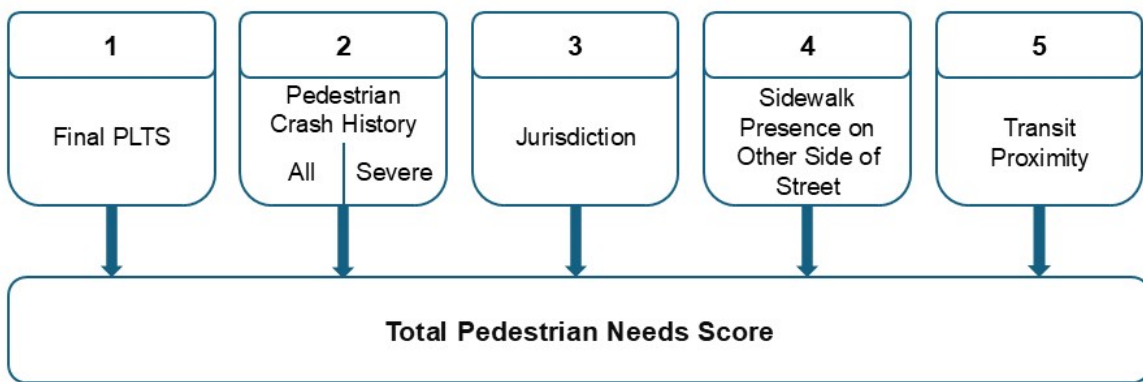 1
Final PLTS
2
Pedestrian
Crash History
All Severe
3
Jurisdiction
4
Sidewalk
Presence on
Other Side of
Street
5
Transit
Proximity
Total Pedestrian Needs Score